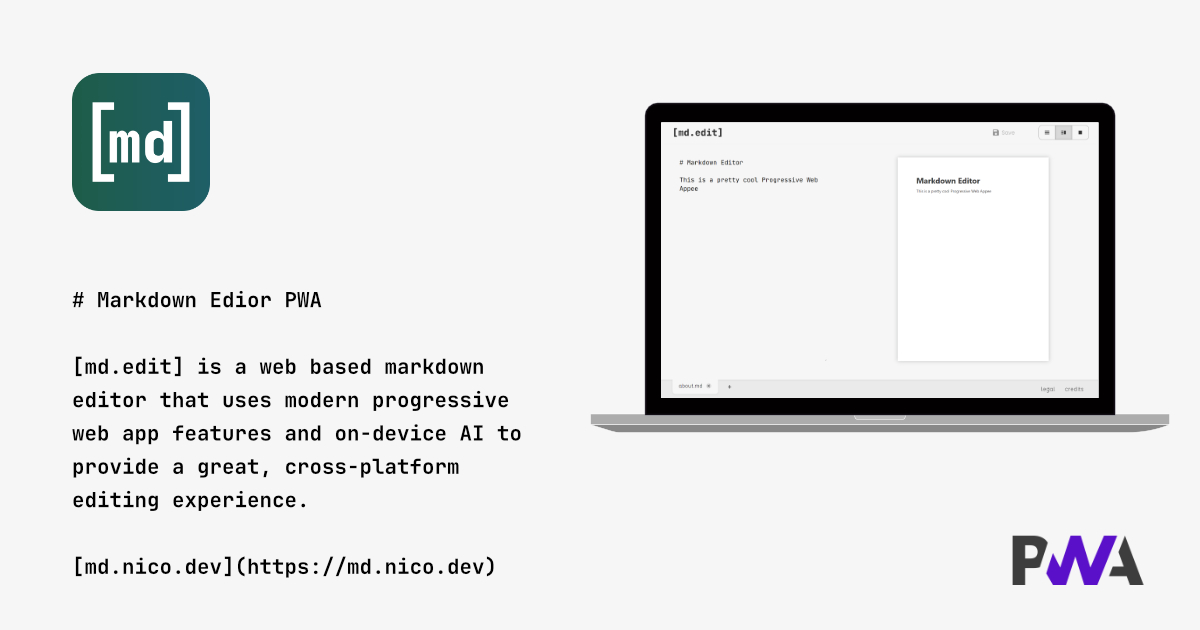 [md]
# Markdown Edior PWA
[md.edit] is a web based markdown
editor that uses modern progressive
web app features and on-device AI to
provide a great, cross-platform
editing experience.
[md.nico.dev](https://md.nico.dev)
[md.edit]
Save
# Markdown Editor
This is a pretty cool Progressive Web
Appee
Markdown Editor
This is a pretty cool Progressive Web Appee
about.md
+
Legal credits
PWA